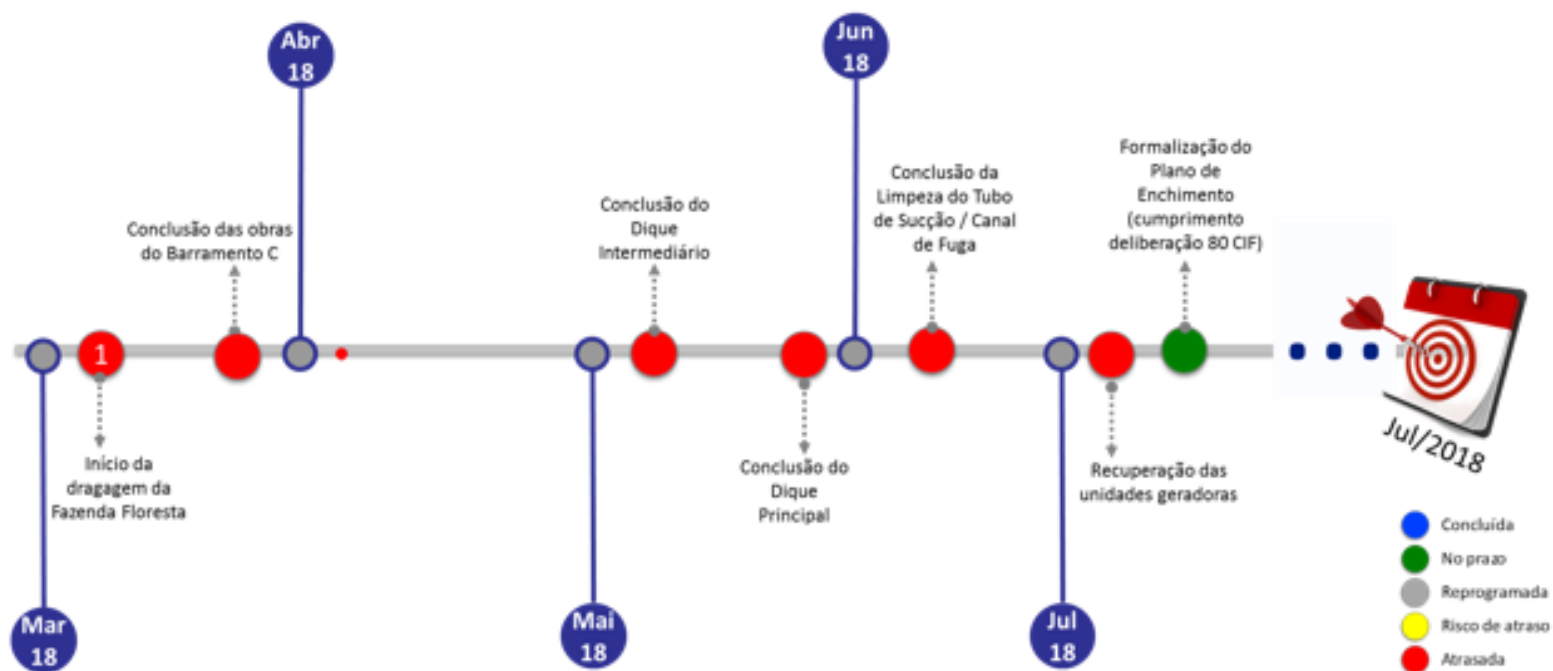 Abr
18
Jun
18
Conclusão das obras
do Barramento C
Conclusão do
Dique
Intermediário
Conclusão da
Limpeza do Tubo
de Sucção / Canal
de Fuga
Formalização do
Plano de
Enchimento
(cumprimento
deliberação 80 CIF)
1
Início da
dragagem da
Fazenda Floresta
Conclusão do
Dique
Principal
Recuperação das
unidades geradoras
Jul/2018
Mar
18
Mai
18
Jul
18
Concluída
No prazo
Reprogramada
Risco de atraso
Atrasada